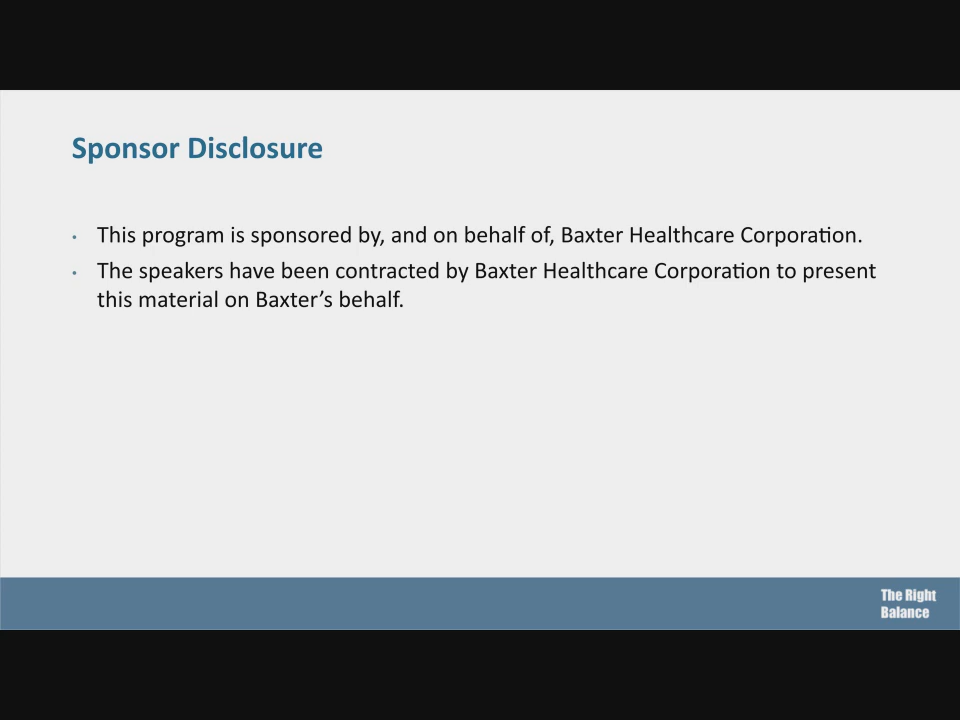 Sponsor Disclosure
• This program is sponsored by, and on behalf of, Baxter Healthcare Corporation.
• The speakers have been contracted by Baxter Healthcare Corporation to present
this material on Baxter’s behalf.
The Right
Balance